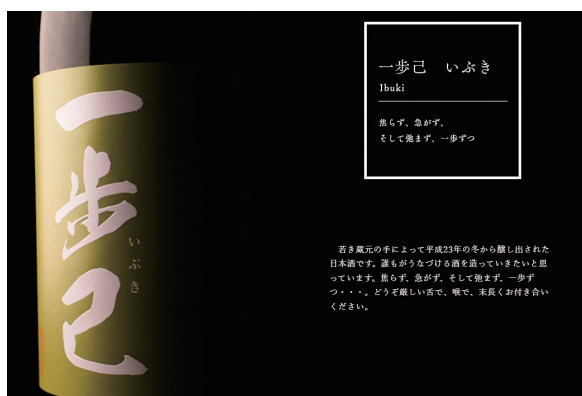 一歩己
いぶき
一歩己　いぶき
Ibuki
焦らず、急がず、
そして弛まず、一歩ずつ
若き蔵元の手によって平成23年の冬から醸し出された
日本酒です。誰もがうなづける酒を造っていきたいと思
っています。焦らず、急がず、そして弛まず、一歩ず
つ・・・。どうぞ厳しい舌で、喉で、末長くお付き合い
ください。